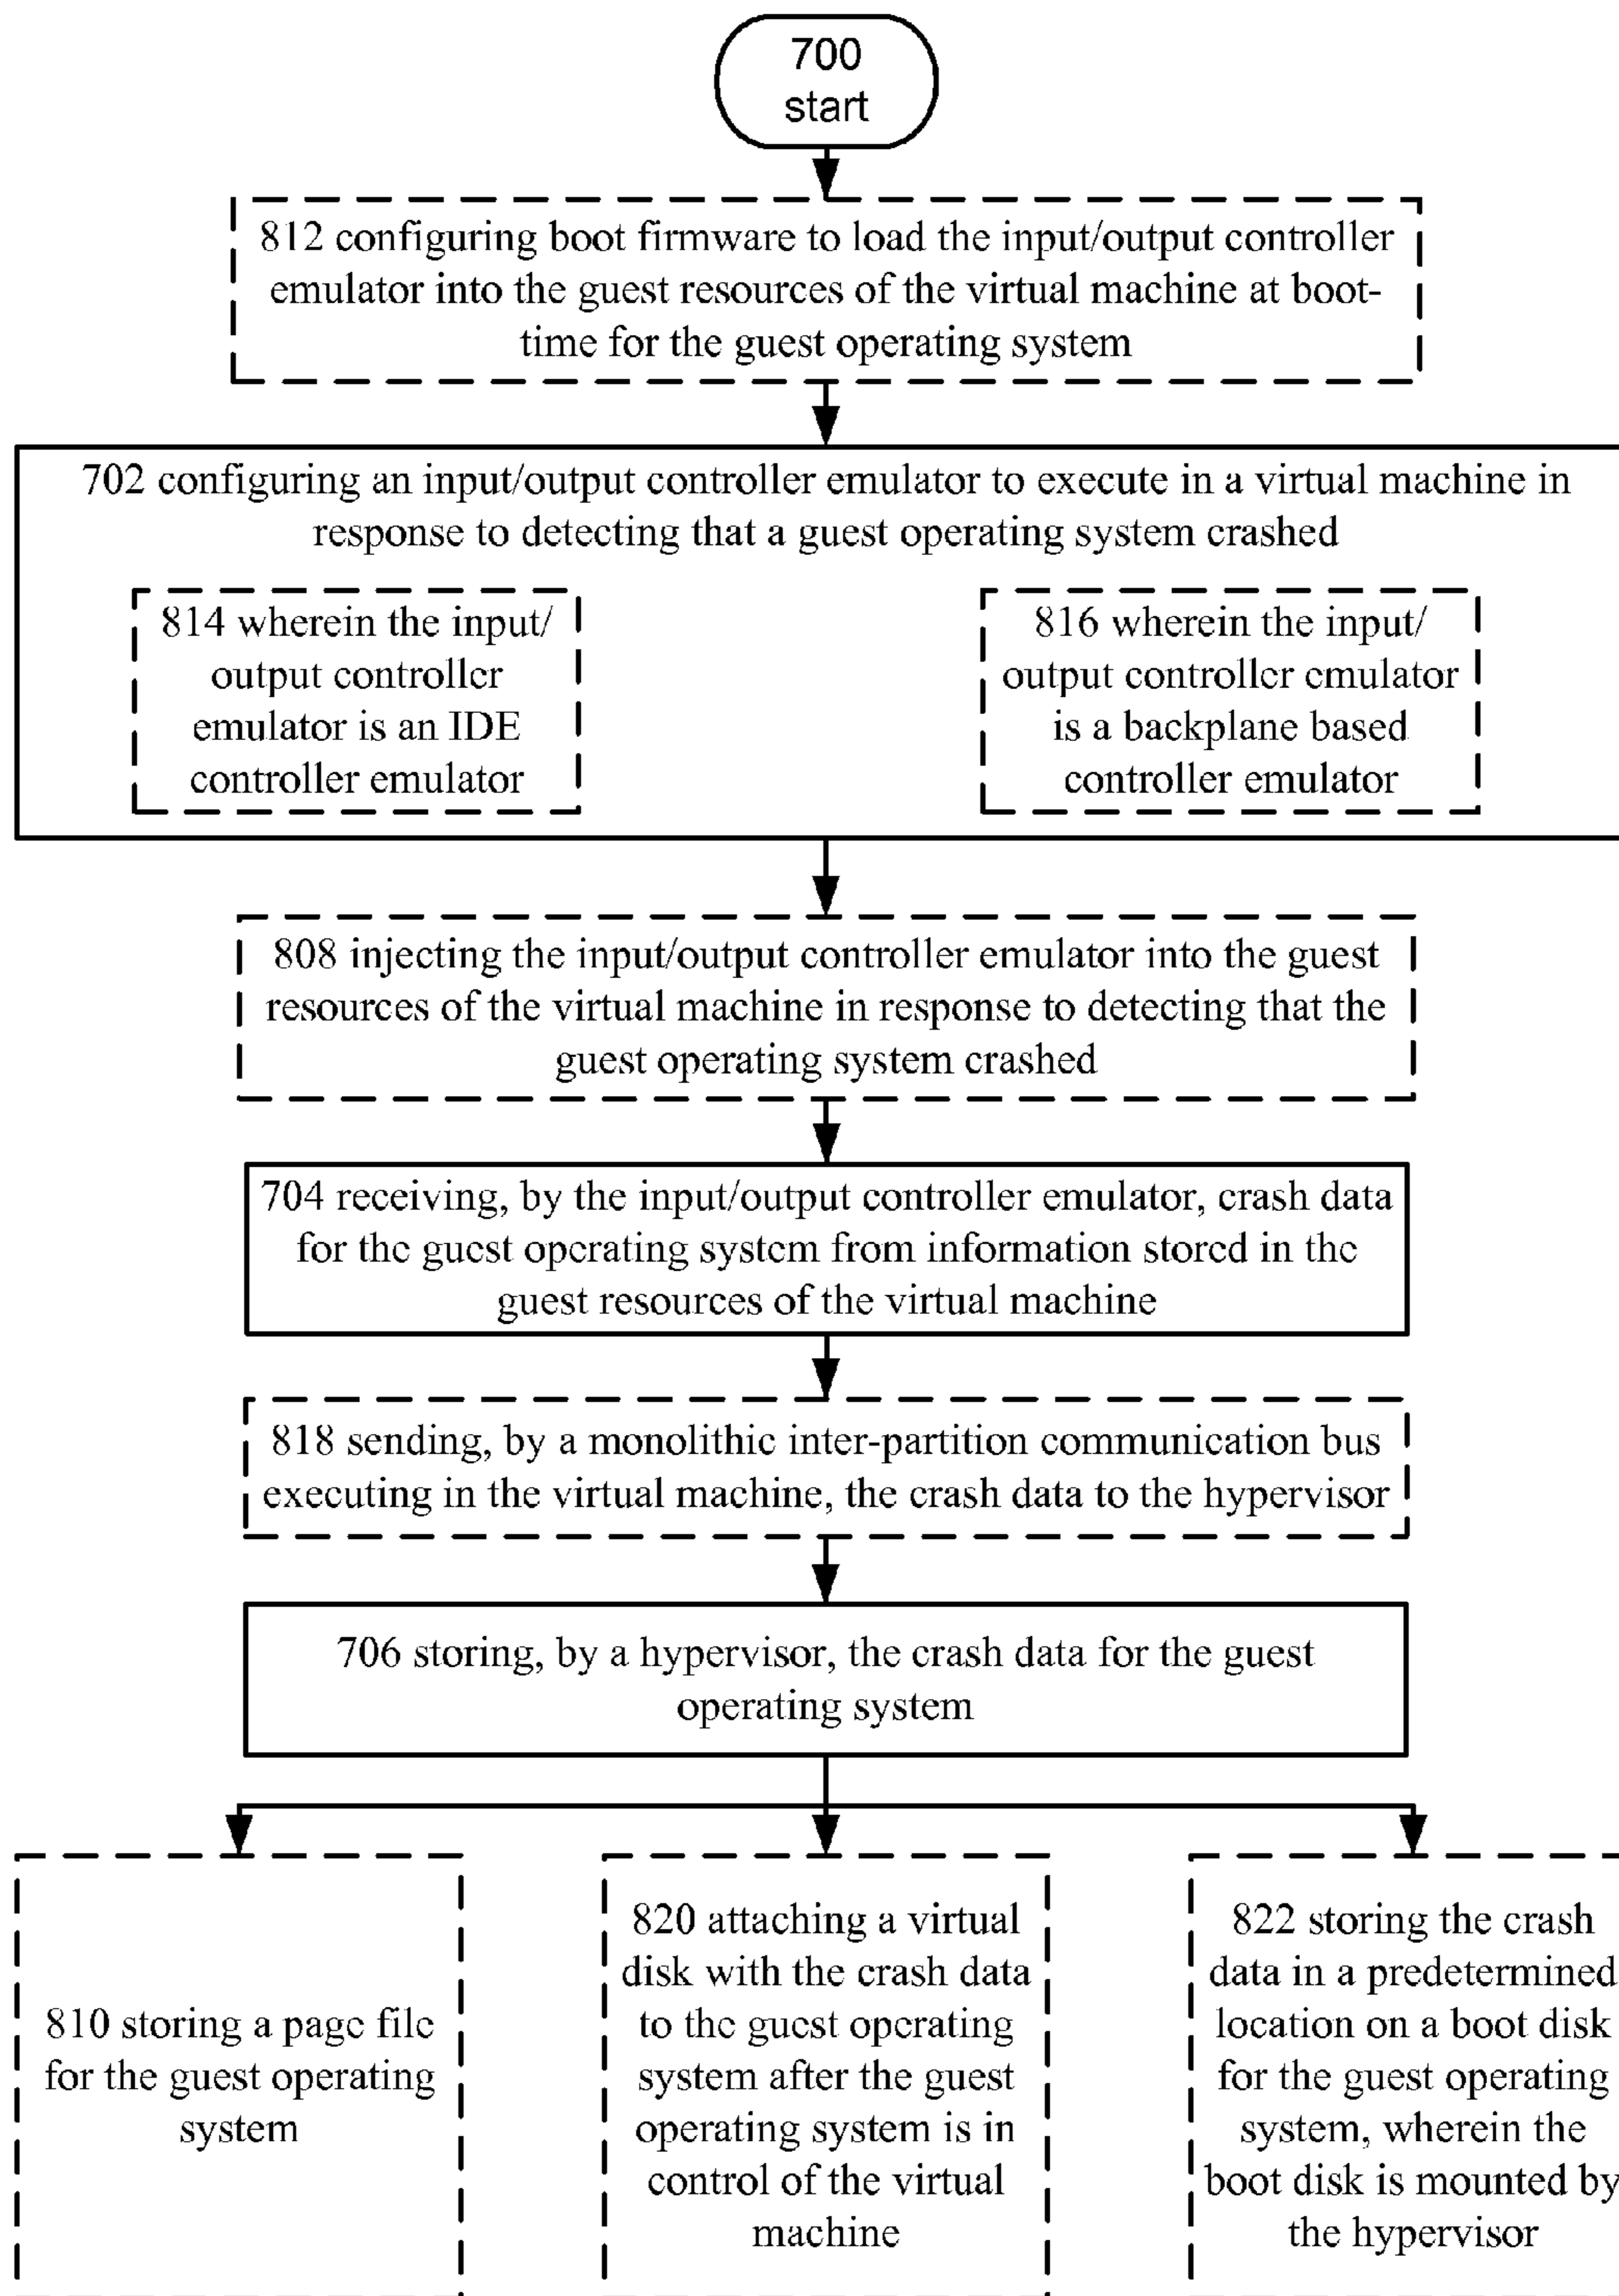 700
start
812 configuring boot firmware to load the input/output controller
emulator into the guest resources of the virtual machine at boot-
time for the guest operating system
702 configuring an input/output controller emulator to execute in a virtual machine in
response to detecting that a guest operating system crashed
814 wherein the input/
output controller
emulator is an IDE
controller emulator
816 wherein the input/
output controller emulator
is a backplane based
controller emulator
808 injecting the input/output controller emulator into the guest
resources of the virtual machine in response to detecting that the
guest operating system crashed
704 receiving, by the input/output controller emulator, crash data
for the guest operating system from information stored in the
guest resources of the virtual machine
818 sending, by a monolithic inter-partition communication bus
executing in the virtual machine, the crash data to the hypervisor
706 storing, by a hypervisor, the crash data for the guest
operating system
810 storing a page file
for the guest operating
system
820 attaching a virtual
disk with the crash data
to the guest operating
system after the guest
operating system is in
control of the virtual
machine
822 storing the crash
data in a predetermined
location on a boot disk
for the guest operating
system, wherein the
boot disk is mounted by
the hypervisor